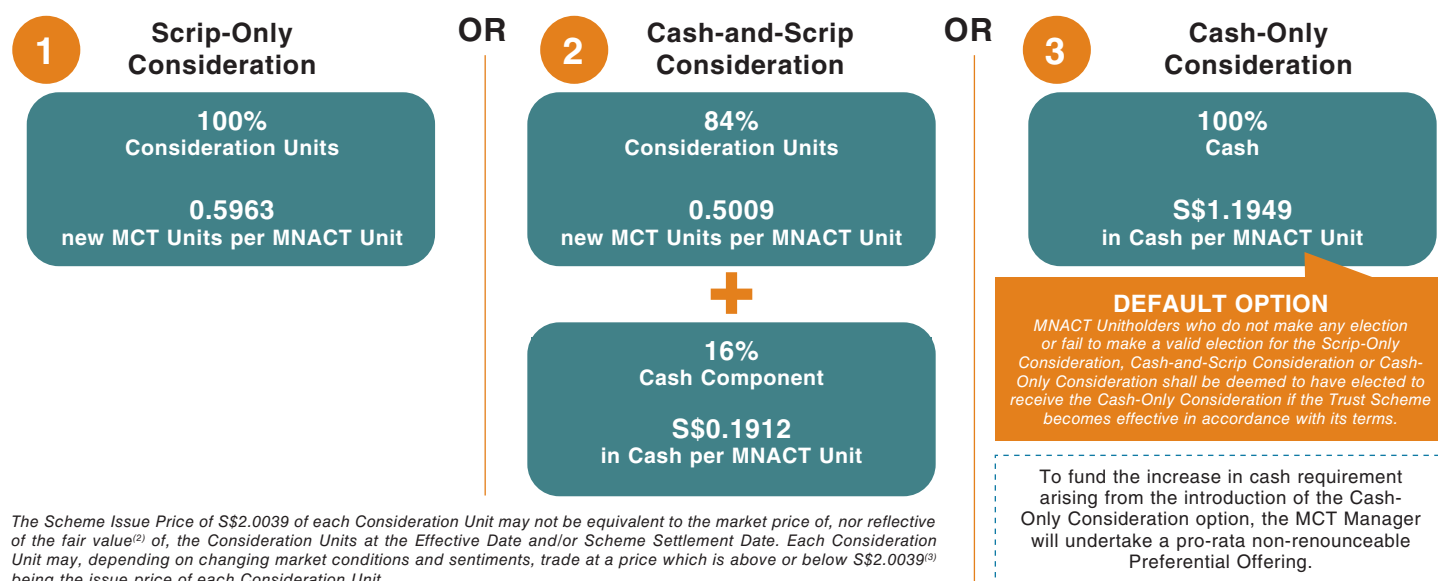 1
Scrip-Only
Consideration
100%
Consideration Units
0.5963
new MCT Units per MNACT Unit
OR
2
Cash-and-Scrip
Consideration
84%
Consideration Units
0.5009
new MCT Units per MNACT Unit
+
16%
Cash Component
S$0.1912
in Cash per MNACT Unit
OR
3
Cash-Only
Consideration
100%
Cash
S$1.1949
in Cash per MNACT Unit
DEFAULT OPTION
MNACT Unitholders who do not make any election
or fail to make a valid election for the Scrip-Only
Consideration, Cash-and-Scrip Consideration or Cash-
Only Consideration shall be deemed to have elected to
receive the Cash-Only Consideration if the Trust Scheme
becomes effective in accordance with its terms.
To fund the increase in cash requirement
arising from the introduction of the Cash-
Only Consideration option, the MCT Manager
will undertake a pro-rata non-renounceable
Preferential Offering.
The Scheme Issue Price of S$2.0039 of each Consideration Unit may not be equivalent to the market price of, nor reflective
of the fair value(2) of, the Consideration Units at the Effective Date and/or Scheme Settlement Date. Each Consideration
Unit may, depending on changing market conditions and sentiments, trade at a price which is above or below S$2.0039(3)
being the issue price of each Consideration Unit